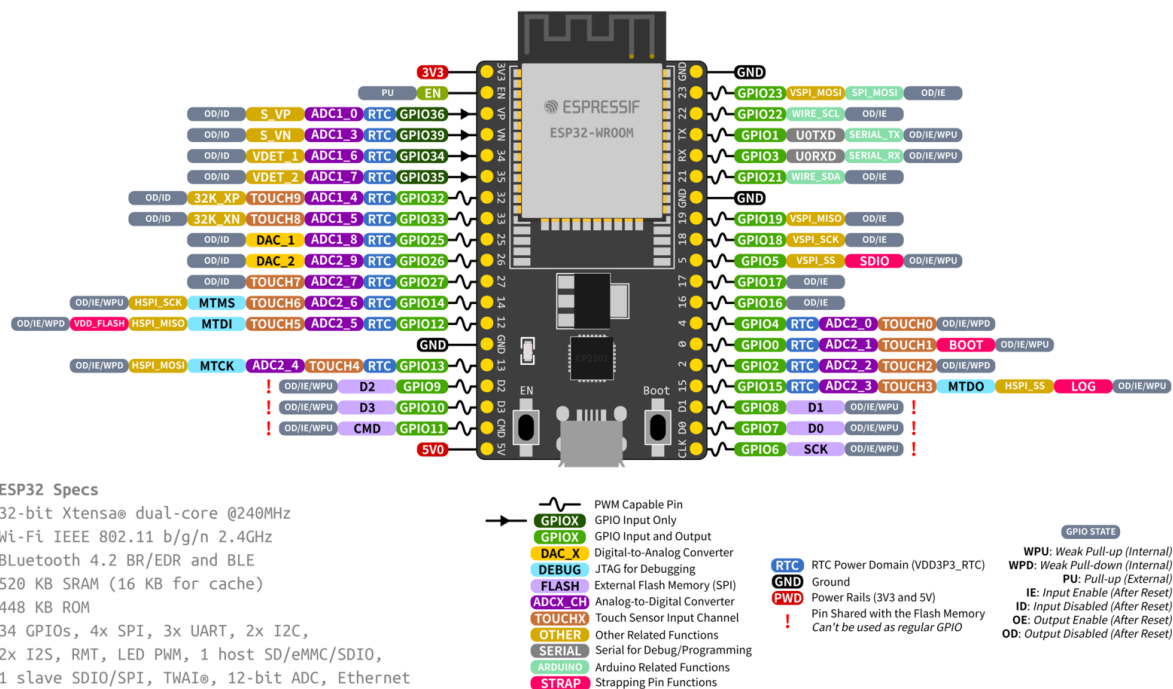 3V3 3V3 GND GND
PU EN EN 23 GPIO23 VSPI_MOSI SPI_MOSI OD/IE
OD/ID S_VP ADC1_0 RTC GPIO36 VP 22 GPIO22 WIRE_SCL OD/IE
OD/ID S_VN ADC1_3 RTC GPIO39 VN TX GPIO1 U0TXD SERIAL_TX OD/IE/WPU
OD/ID VDET_1 ADC1_6 RTC GPIO34 34 RX GPIO3 U0RXD SERIAL_RX OD/IE/WPU
OD/ID VDET_2 ADC1_7 RTC GPIO35 35 21 GPIO21 WIRE_SDA OD/IE
OD/ID 32K_XP TOUCH9 ADC1_4 RTC GPIO32 32 GND GND
OD/ID 32K_XN TOUCH8 ADC1_5 RTC GPIO33 33 19 GPIO19 VSPI_MISO OD/IE
OD/ID DAC_1 ADC1_8 RTC GPIO25 25 18 GPIO18 VSPI_SCK OD/IE
OD/ID DAC_2 ADC2_9 RTC GPIO26 26 5 GPIO5 VSPI_SS SDIO OD/IE/WPU
OD/ID TOUCH7 ADC2_7 RTC GPIO27 27 17 GPIO17 OD/IE
OD/IE/WPU HSPI_SCK MTMS TOUCH6 ADC2_6 RTC GPIO14 14 16 GPIO16 OD/IE
OD/IE/WPD VDD_FLASH HSPI_MISO MTDI TOUCH5 ADC2_5 RTC GPIO12 12 4 GPIO4 RTC ADC2_0 TOUCH0 OD/IE/WPD
GND GND 0 GPIO0 RTC ADC2_1 TOUCH1 BOOT OD/IE/WPU
OD/IE/WPD HSPI_MOSI MTCK ADC2_4 TOUCH4 RTC GPIO13 13 2 GPIO2 RTC ADC2_2 TOUCH2 OD/IE/WPD
! OD/IE/WPU D2 GPIO9 D2 15 GPIO15 RTC ADC2_3 TOUCH3 MTDO HSPI_SS LOG OD/IE/WPU
! OD/IE/WPU D3 GPIO10 D3 D1 GPIO8 D1 OD/IE/WPU !
! OD/IE/WPU CMD GPIO11 CMD D0 GPIO7 D0 OD/IE/WPU !
5V0 5V CLK GPIO6 SCK OD/IE/WPU !
ESPRESSIF
ESP32-WROOM
CP2102
EN
Boot
ESP32 Specs
32-bit Xtensa® dual-core @240MHz
Wi-Fi IEEE 802.11 b/g/n 2.4GHz
BLuetooth 4.2 BR/EDR and BLE
520 KB SRAM (16 KB for cache)
448 KB ROM
34 GPIOs, 4x SPI, 3x UART, 2x I2C,
2x I2S, RMT, LED PWM, 1 host SD/eMMC/SDIO,
1 slave SDIO/SPI, TWAI®, 12-bit ADC, Ethernet
PWM Capable Pin
GPIOX GPIO Input Only
GPIOX GPIO Input and Output
DAC_X Digital-to-Analog Converter
DEBUG JTAG for Debugging
FLASH External Flash Memory (SPI)
ADCX_CH Analog-to-Digital Converter
TOUCHX Touch Sensor Input Channel
OTHER Other Related Functions
SERIAL Serial for Debug/Programming
ARDUINO Arduino Related Functions
STRAP Strapping Pin Functions
RTC RTC Power Domain (VDD3P3_RTC)
GND Ground
PWD Power Rails (3V3 and 5V)
! Pin Shared with the Flash Memory
Can't be used as regular GPIO
GPIO STATE
WPU: Weak Pull-up (Internal)
WPD: Weak Pull-down (Internal)
PU: Pull-up (External)
IE: Input Enable (After Reset)
ID: Input Disabled (After Reset)
OE: Output Enable (After Reset)
OD: Output Disabled (After Reset)